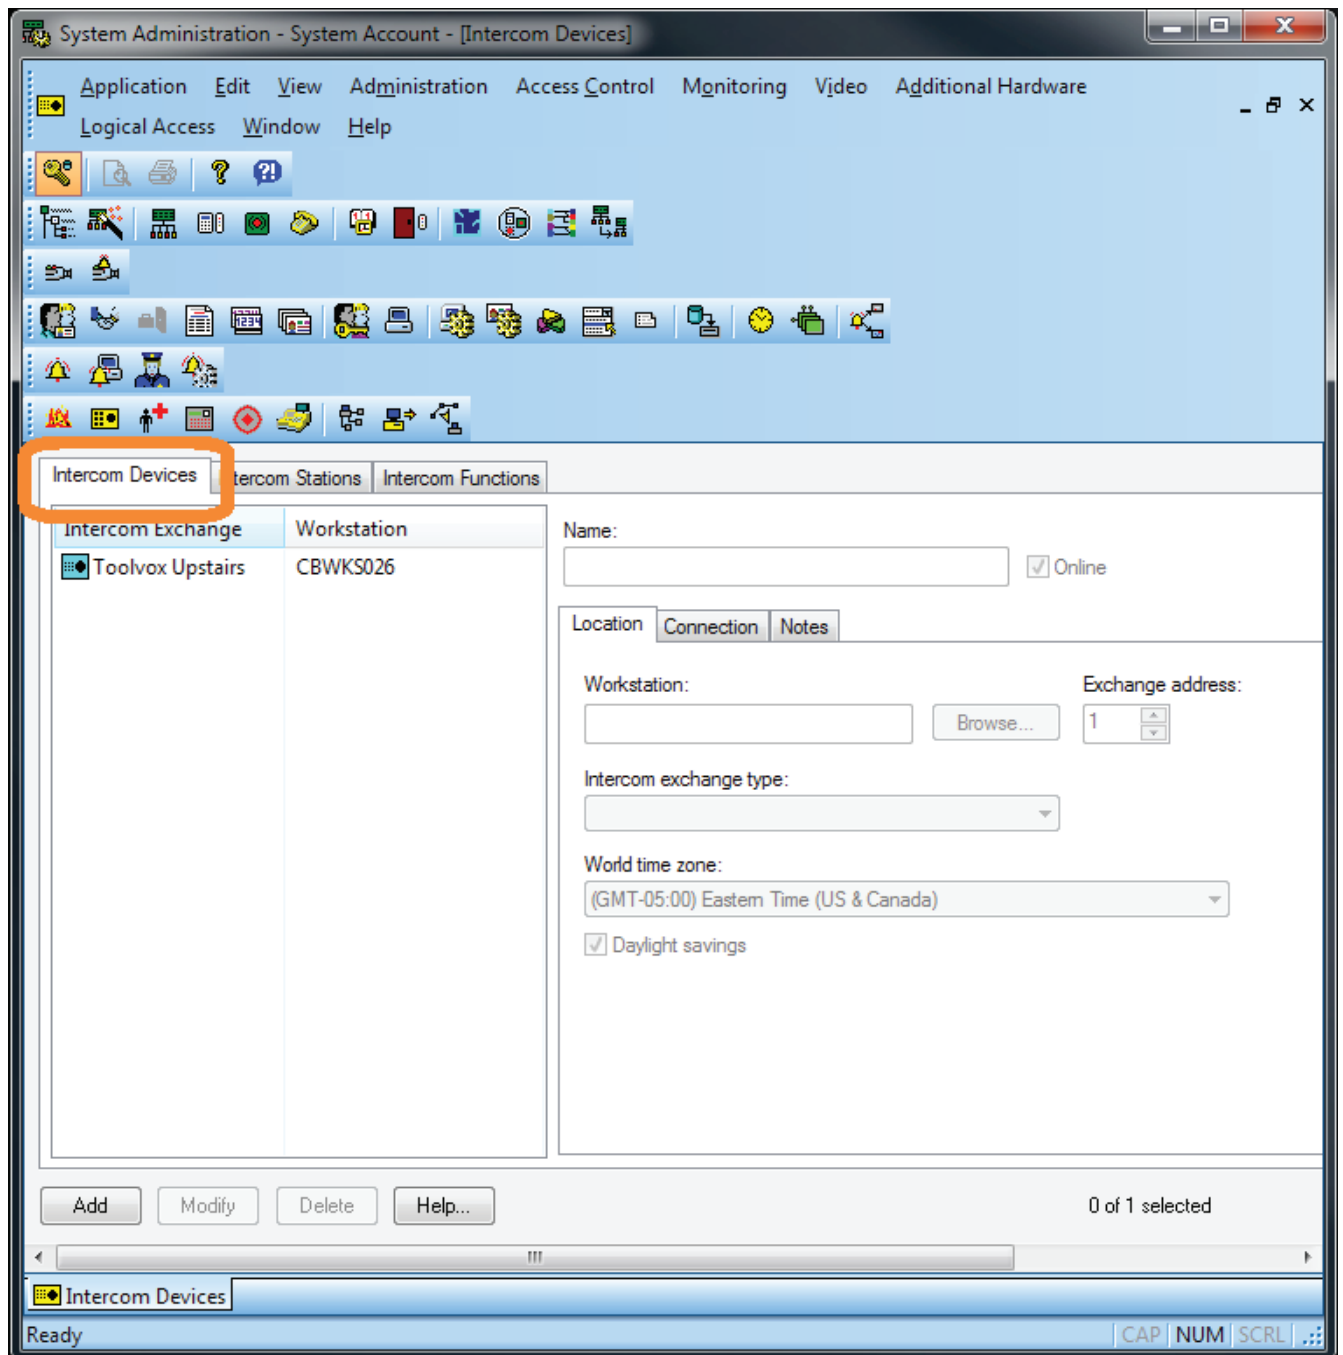 System Administration - System Account - [Intercom Devices]
Application Edit View Administration Access Control Monitoring Video Additional Hardware
Logical Access Window Help
Intercom Devices tercom Stations Intercom Functions
Intercom Exchange Workstation
Toolvox Upstairs CBWKS026
Name:
Online
Location Connection Notes
Workstation: Exchange address:
Browse... 1
Intercom exchange type:
World time zone:
(GMT-05:00) Eastern Time (US & Canada)
Daylight savings
Add Modify Delete Help... 0 of 1 selected
Intercom Devices
Ready CAP NUM SCRL